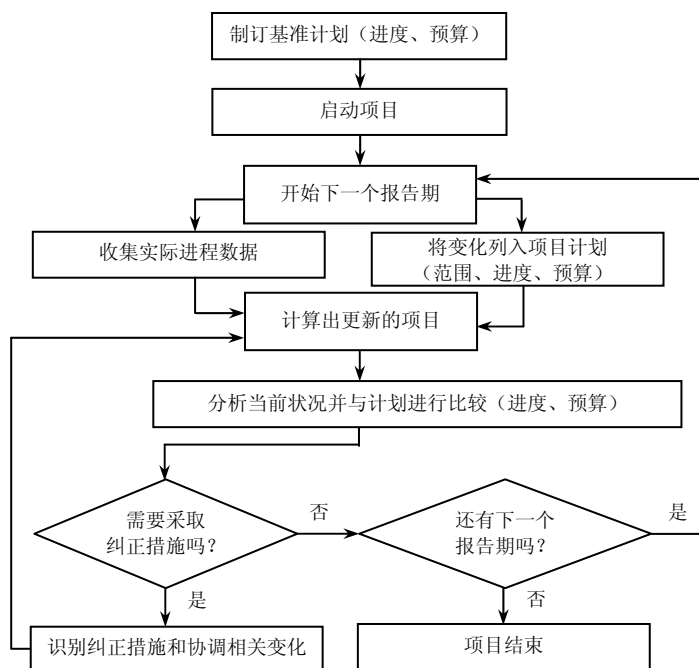 制订基准计划（进度、预算）
启动项目
开始下一个报告期
收集实际进程数据
将变化列入项目计划
（范围、进度、预算）
计算出更新的项目
分析当前状况并与计划进行比较（进度、预算）
需要采取
纠正措施吗？
否
还有下一个
报告期吗？
是
是
否
识别纠正措施和协调相关变化
项目结束